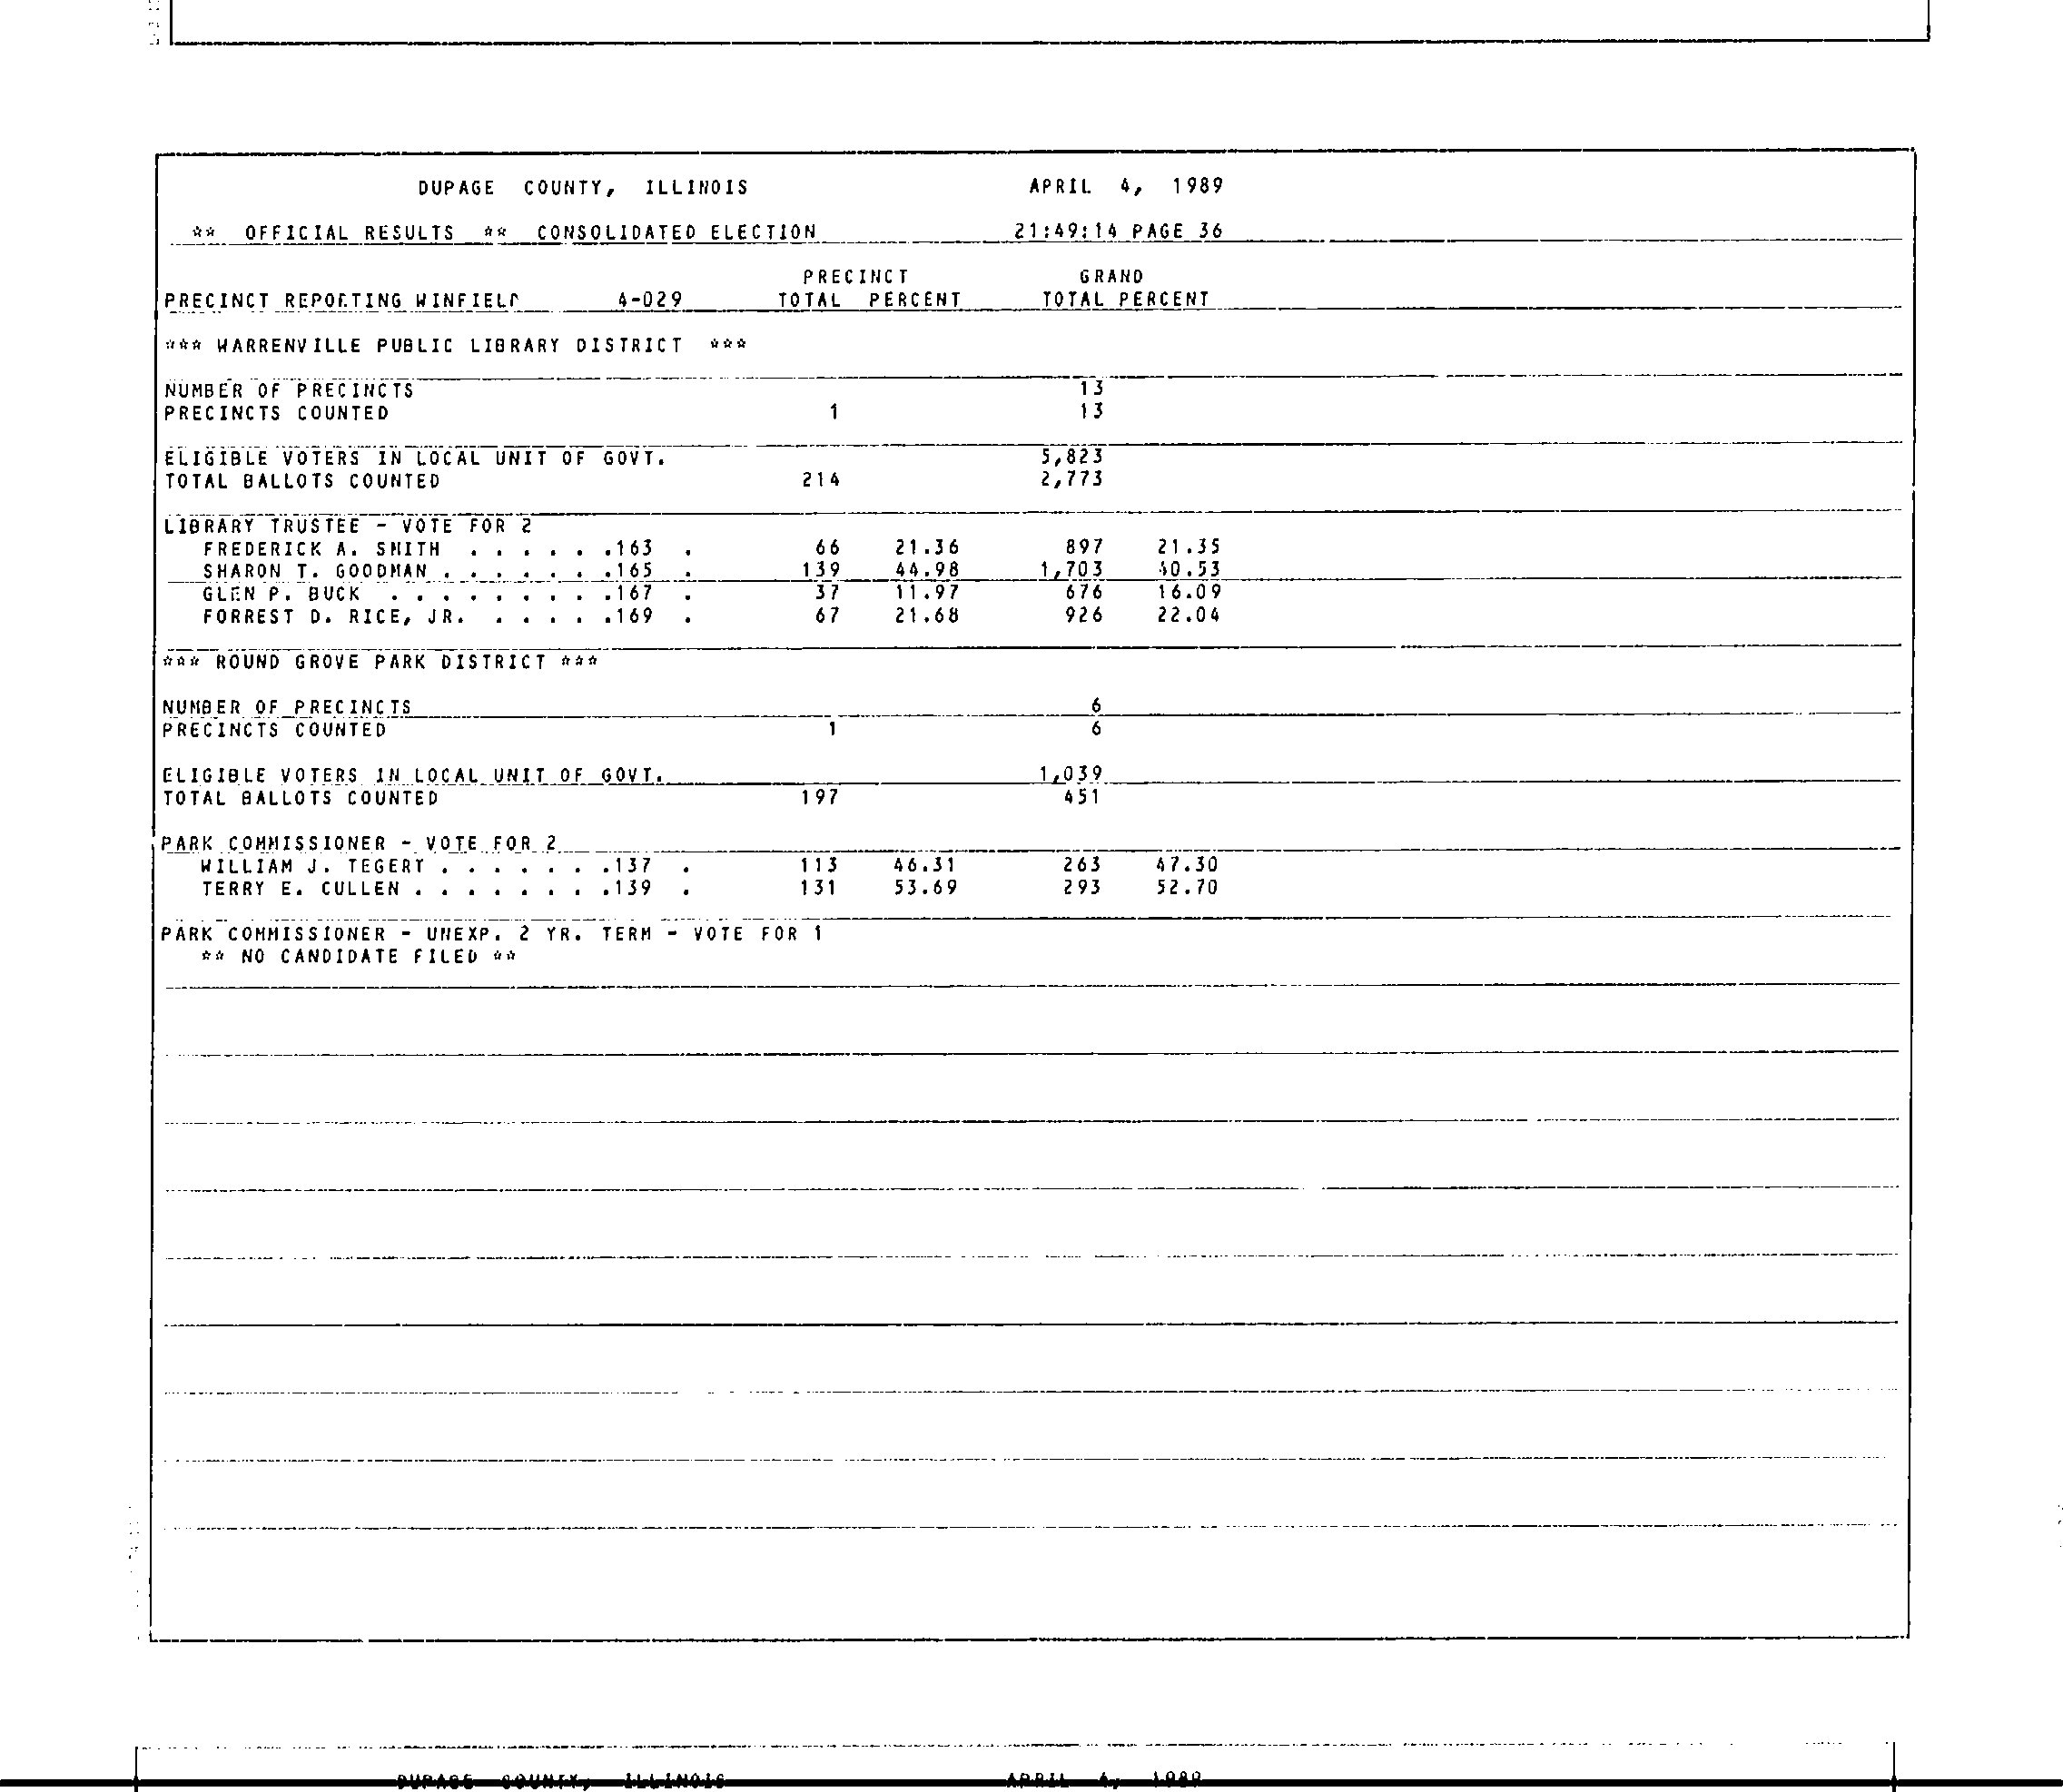 DUPAGE COUNTY, ILLINOIS APRIL 4, 1989
** OFFICIAL RESULTS ** CONSOLIDATED ELECTION 21:49:14 PAGE 36
PRECINCT GRAND
PRECINCT REPORTING WINFIELD 4-029 TOTAL PERCENT TOTAL PERCENT
*** WARRENVILLE PUBLIC LIBRARY DISTRICT ***
NUMBER OF PRECINCTS 13
PRECINCTS COUNTED 1 13
ELIGIBLE VOTERS IN LOCAL UNIT OF GOVT. 5,823
TOTAL BALLOTS COUNTED 214 2,773
LIBRARY TRUSTEE - VOTE FOR 2
FREDERICK A. SMITH . . . . . .163 . 66 21.36 897 21.35
SHARON T. GOODMAN . . . . . . .165 . 139 44.98 1,703 40.53
GLEN P. BUCK . . . . . . . . .167 . 37 11.97 676 16.09
FORREST D. RICE, JR. . . . . .169 . 67 21.68 926 22.04
*** ROUND GROVE PARK DISTRICT ***
NUMBER OF PRECINCTS 6
PRECINCTS COUNTED 1 6
ELIGIBLE VOTERS IN LOCAL UNIT OF GOVT. 1,039
TOTAL BALLOTS COUNTED 197 451
PARK COMMISSIONER - VOTE FOR 2
WILLIAM J. TEGERT . . . . . . .137 . 113 46.31 263 47.30
TERRY E. CULLEN . . . . . . . .139 . 131 53.69 293 52.70
PARK COMMISSIONER - UNEXP. 2 YR. TERM - VOTE FOR 1
** NO CANDIDATE FILED **
DUPAGE COUNTY, ILLINOIS APRIL 4, 1989